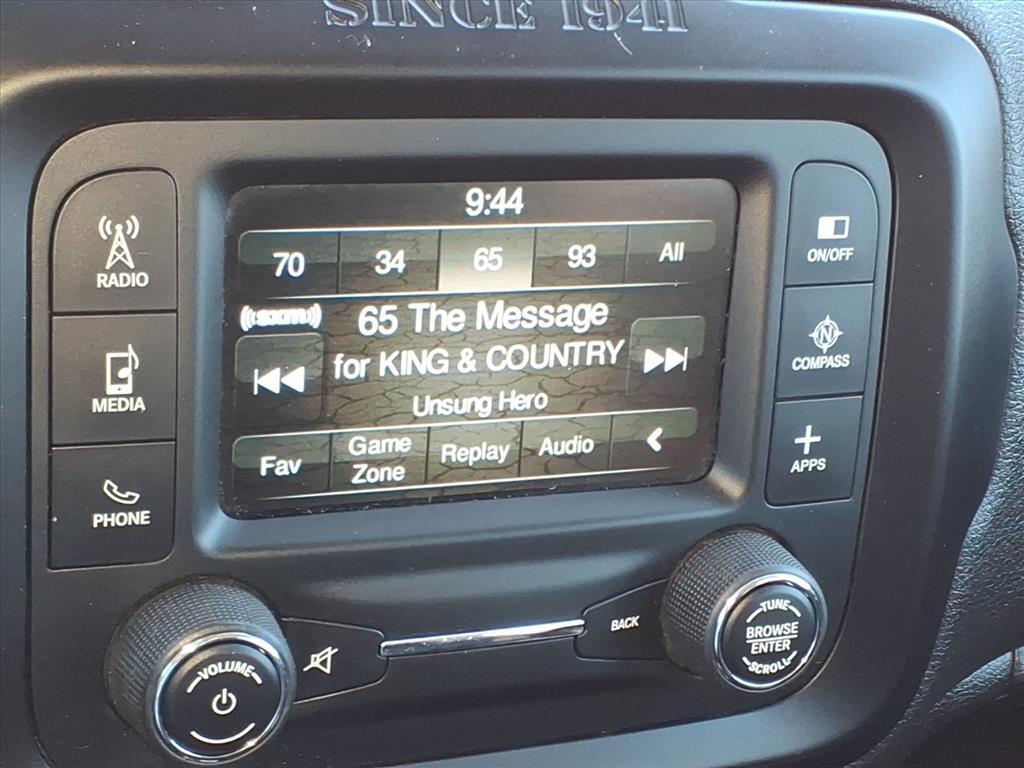 SINCE 1941
9:44
70 34 65 93 All
sxm
65 The Message
for KING & COUNTRY
Unsung Hero
Fav Game Zone Replay Audio
RADIO
MEDIA
PHONE
ON/OFF
N
COMPASS
APPS
VOLUME
BACK
TUNE
BROWSE
ENTER
SCROLL